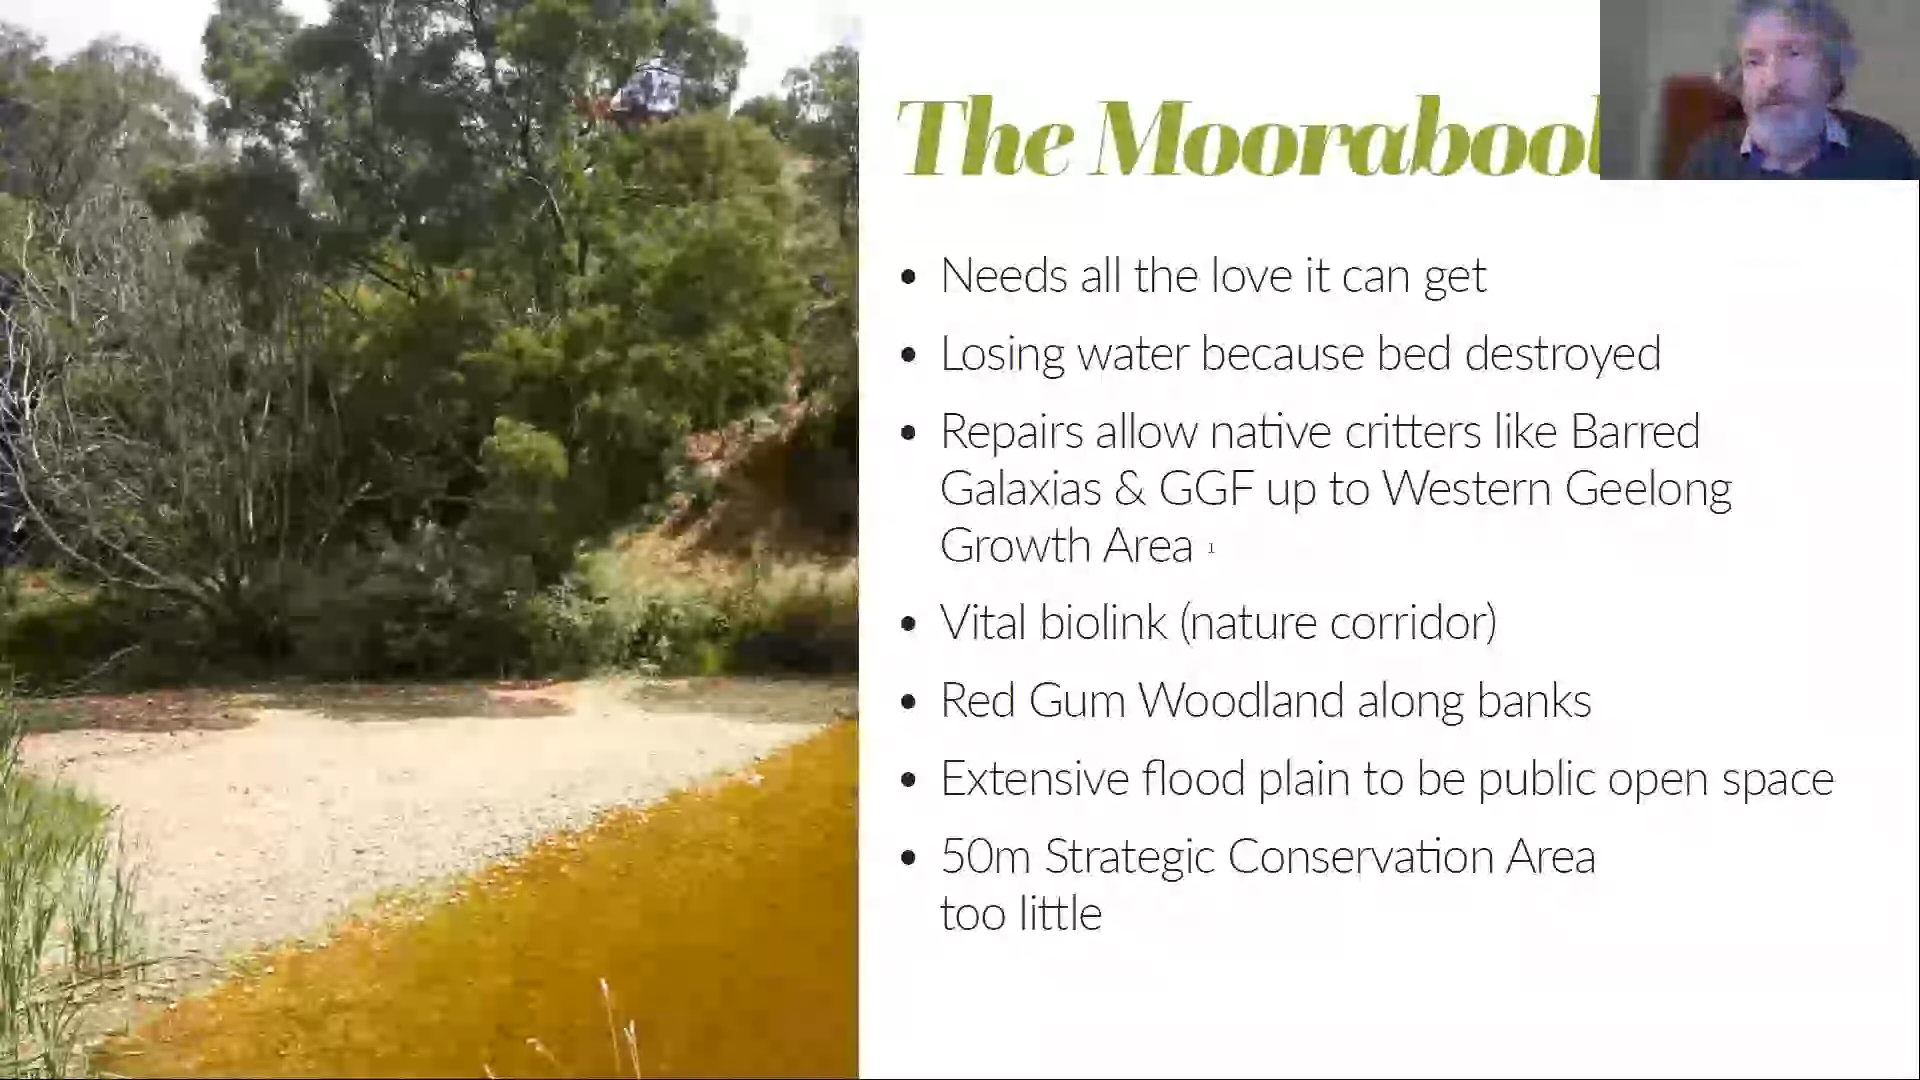 The Moorabool
• Needs all the love it can get
• Losing water because bed destroyed
• Repairs allow native critters like Barred
Galaxias & GGF up to Western Geelong
Growth Area
• Vital biolink (nature corridor)
• Red Gum Woodland along banks
• Extensive flood plain to be public open space
• 50m Strategic Conservation Area
too little